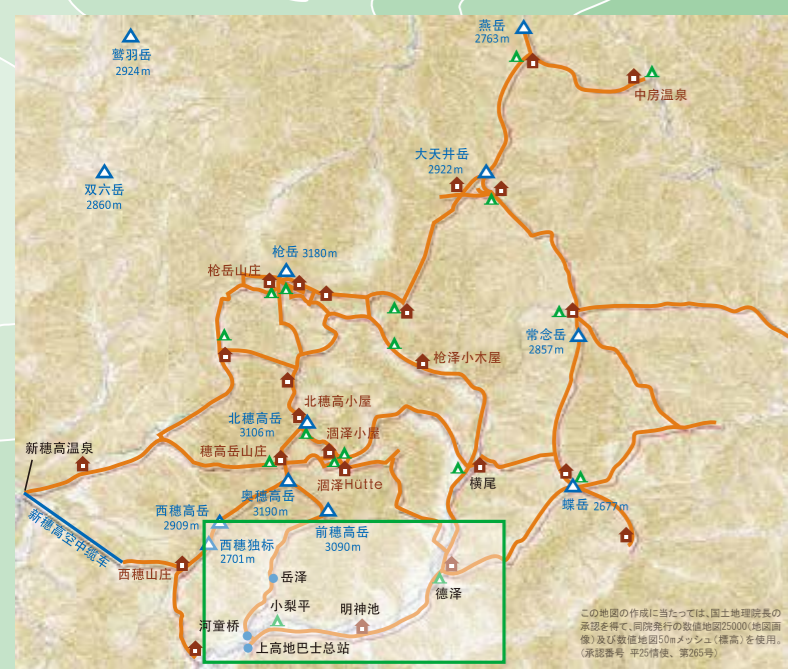 燕岳
2763m
鷲羽岳
2924m
中房温泉
大天井岳
2922m
双六岳
2860m
枪岳 3180m
枪岳山庄
常念岳
2857m
枪泽小木屋
北穗高小屋
北穗高岳
3106m
涸泽小屋
新穗高温泉
穗高岳山庄
涸泽Hütte
横尾
奥穗高岳
3190m
蝶岳 2677m
西穗高岳
2909m
前穗高岳
3090m
新穗高空中缆车
西穗独标
2701m
西穗山庄
岳泽
德泽
小梨平
明神池
河童桥
上高地巴士总站
この地図の作成に当たっては、国土地理院長の
承認を得て、同院発行の数値地図25000(地図画
像)及び数値地図50mメッシュ(標高)を使用。
(承認番号 平25情使、第265号)